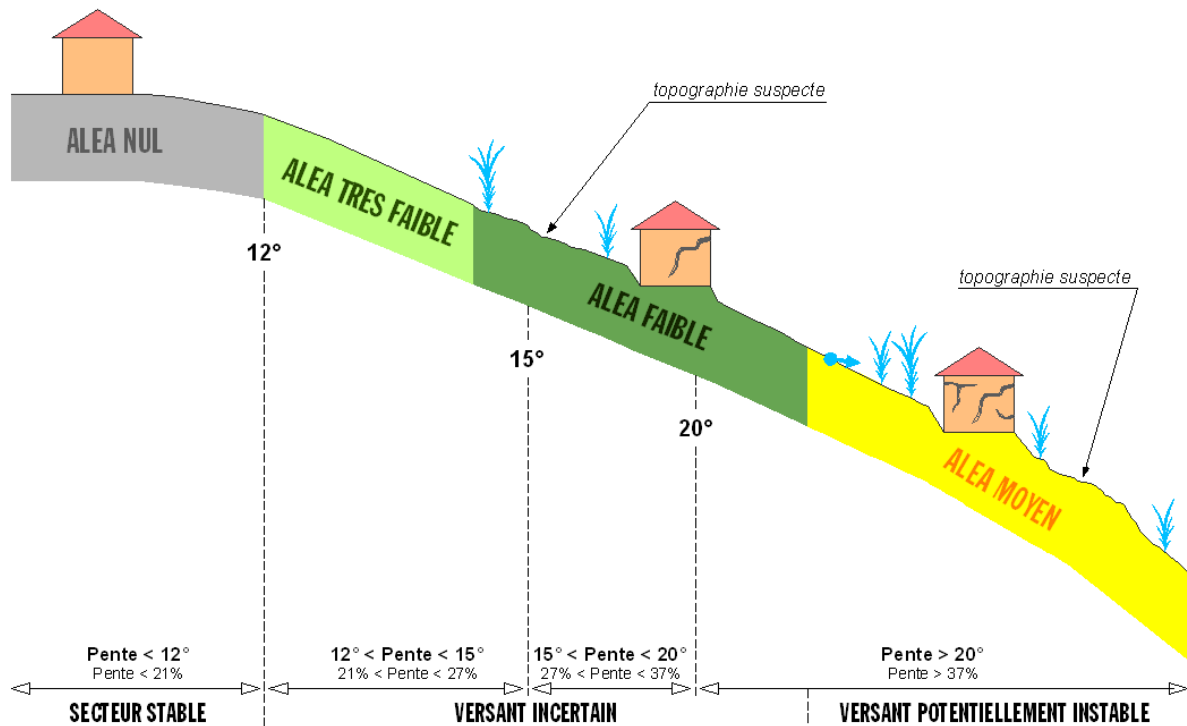 topographie suspecte
ALEA NUL
ALEA TRES FAIBLE
12°
topographie suspecte
ALEA FAIBLE
15°
20°
ALEA MOYEN
Pente < 12°
Pente < 21%
12° < Pente < 15°
21% < Pente < 27%
15° < Pente < 20°
27% < Pente < 37%
Pente > 20°
Pente > 37%
SECTEUR STABLE
VERSANT INCERTAIN
VERSANT POTENTIELLEMENT INSTABLE